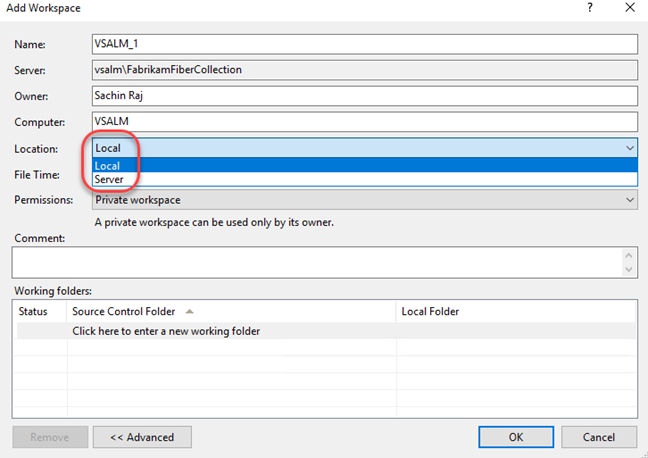 Add Workspace ?
Name: VSALM_1
Server: vsalm\FabrikamFiberCollection
Owner: Sachin Raj
Computer: VSALM
Location: Local
Local
File Time:
Server
Permissions: Private workspace
A private workspace can be used only by its owner.
Comment:
Working folders:
Status Source Control Folder Local Folder
Click here to enter a new working folder
Remove << Advanced OK Cancel